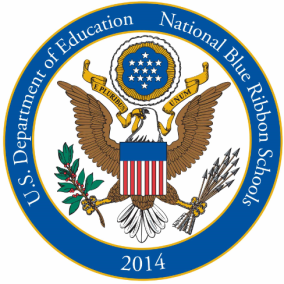 U.S. Department of Education National Blue Ribbon Schools
E PLURIBUS UNUM
2014